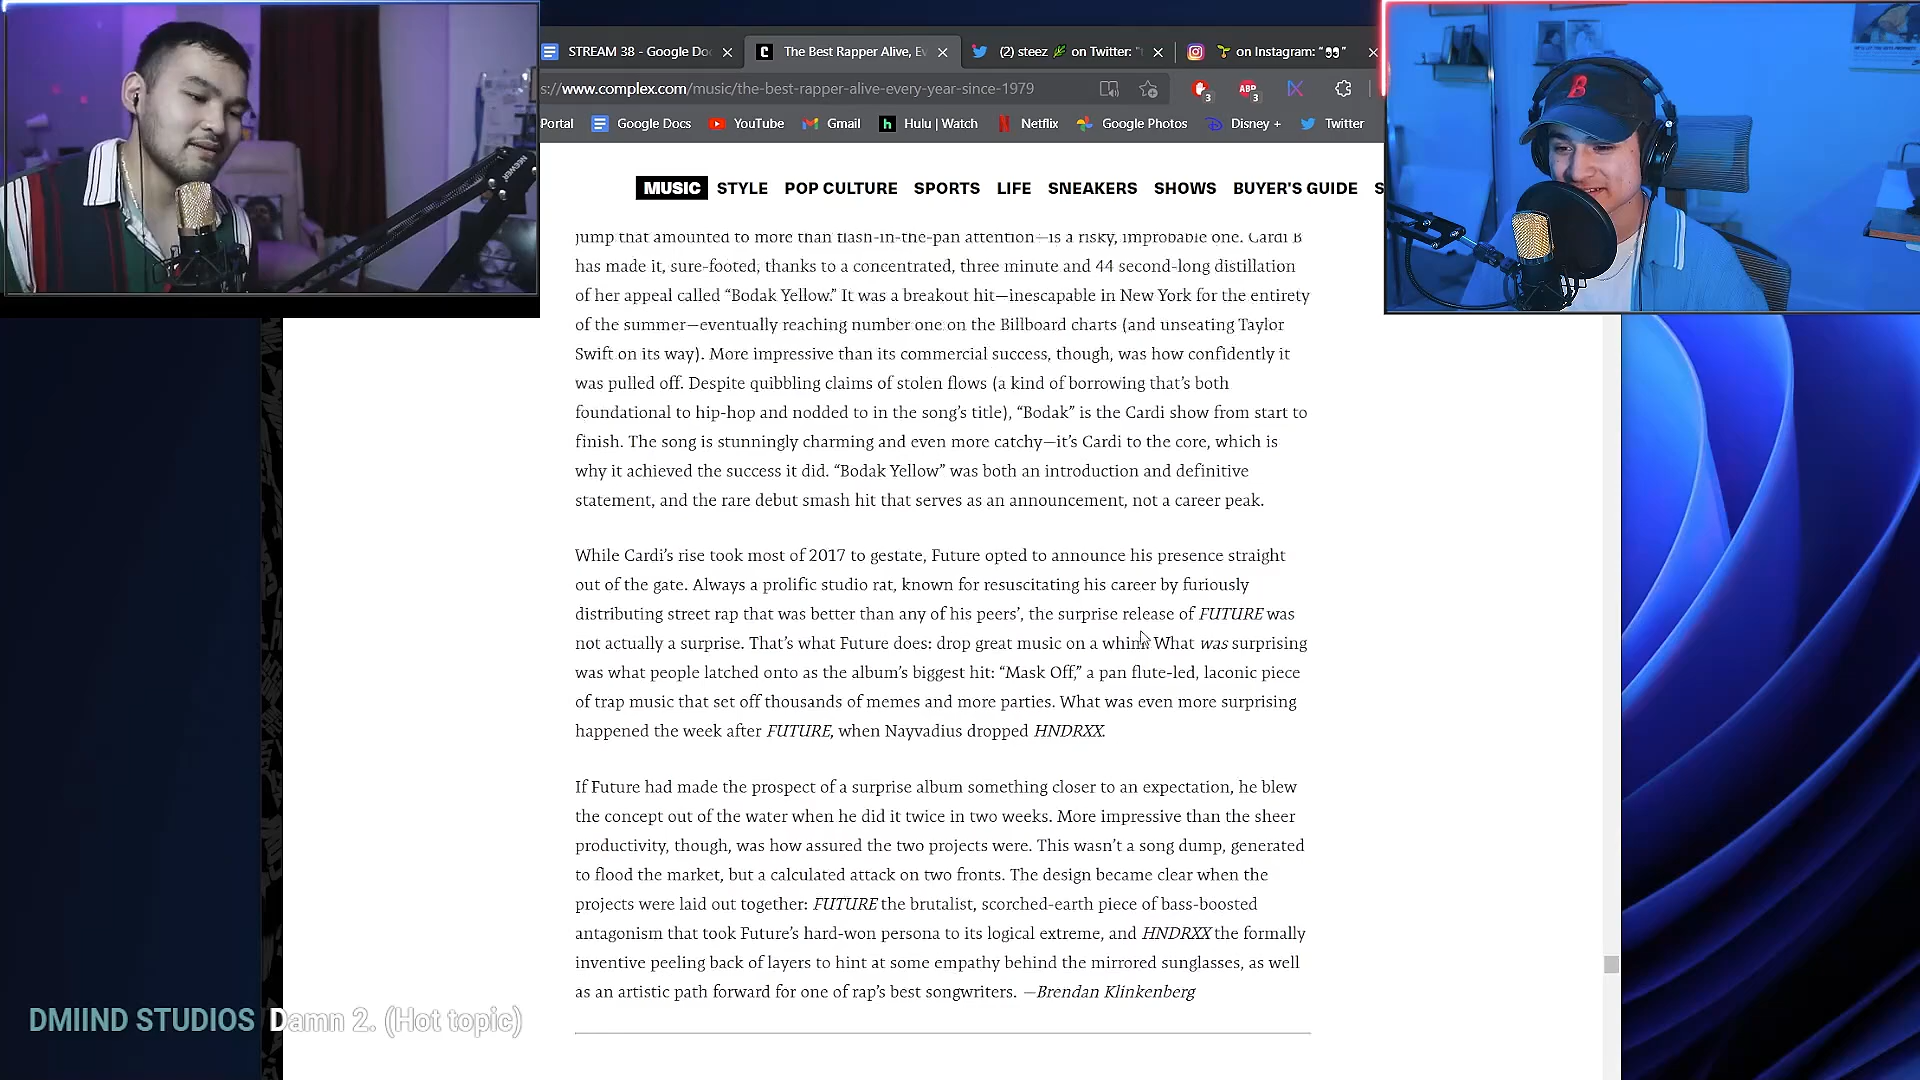 STREAM 38 - Google Doc
The Best Rapper Alive, Ev
(2) steez on Twitter: "
on Instagram: "
s://www.complex.com/music/the-best-rapper-alive-every-year-since-1979
3
ABP
3
Portal
Google Docs
YouTube
Gmail
Hulu | Watch
Netflix
Google Photos
Disney +
Twitter
MUSIC STYLE POP CULTURE SPORTS LIFE SNEAKERS SHOWS BUYER'S GUIDE S
jump that amounted to more than flash-in-the-pan attention—is a risky, improbable one. Cardi B
has made it, sure-footed, thanks to a concentrated, three minute and 44 second-long distillation
of her appeal called “Bodak Yellow.” It was a breakout hit—inescapable in New York for the entirety
of the summer—eventually reaching number one on the Billboard charts (and unseating Taylor
Swift on its way). More impressive than its commercial success, though, was how confidently it
was pulled off. Despite quibbling claims of stolen flows (a kind of borrowing that’s both
foundational to hip-hop and nodded to in the song’s title), “Bodak” is the Cardi show from start to
finish. The song is stunningly charming and even more catchy—it’s Cardi to the core, which is
why it achieved the success it did. “Bodak Yellow” was both an introduction and definitive
statement, and the rare debut smash hit that serves as an announcement, not a career peak.
While Cardi’s rise took most of 2017 to gestate, Future opted to announce his presence straight
out of the gate. Always a prolific studio rat, known for resuscitating his career by furiously
distributing street rap that was better than any of his peers’, the surprise release of FUTURE was
not actually a surprise. That’s what Future does: drop great music on a whim. What was surprising
was what people latched onto as the album’s biggest hit: “Mask Off,” a pan flute-led, laconic piece
of trap music that set off thousands of memes and more parties. What was even more surprising
happened the week after FUTURE, when Nayvadius dropped HNDRXX.
If Future had made the prospect of a surprise album something closer to an expectation, he blew
the concept out of the water when he did it twice in two weeks. More impressive than the sheer
productivity, though, was how assured the two projects were. This wasn’t a song dump, generated
to flood the market, but a calculated attack on two fronts. The design became clear when the
projects were laid out together: FUTURE the brutalist, scorched-earth piece of bass-boosted
antagonism that took Future’s hard-won persona to its logical extreme, and HNDRXX the formally
inventive peeling back of layers to hint at some empathy behind the mirrored sunglasses, as well
as an artistic path forward for one of rap’s best songwriters. —Brendan Klinkenberg
DMIIND STUDIOS Damn 2. (Hot topic)
NEEWER
B